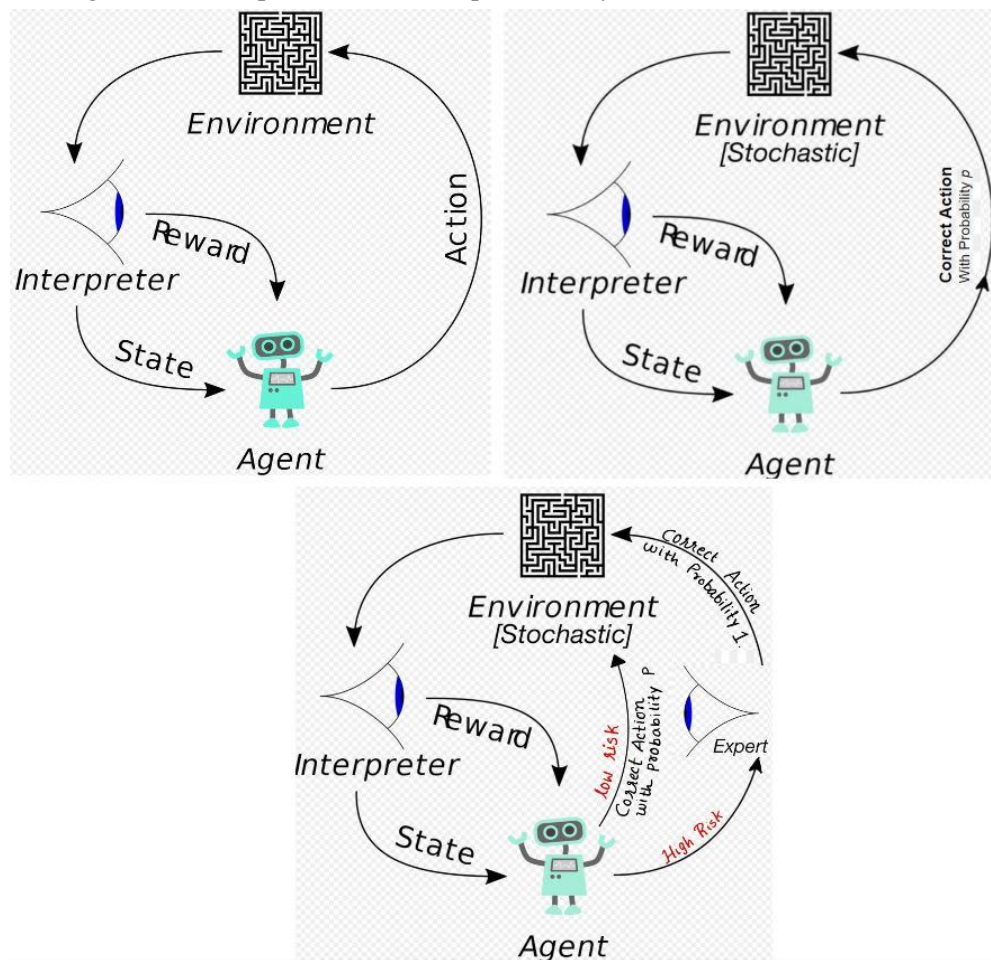 Environment
Interpreter
Reward
State
Action
Agent
Environment
[Stochastic]
Interpreter
Reward
State
Correct Action
With Probability p
Agent
Environment
[Stochastic]
Correct Action
with Probability 1.
Interpreter
Reward
State
low risk
Correct Action
with Probability P
Expert
High Risk
Agent